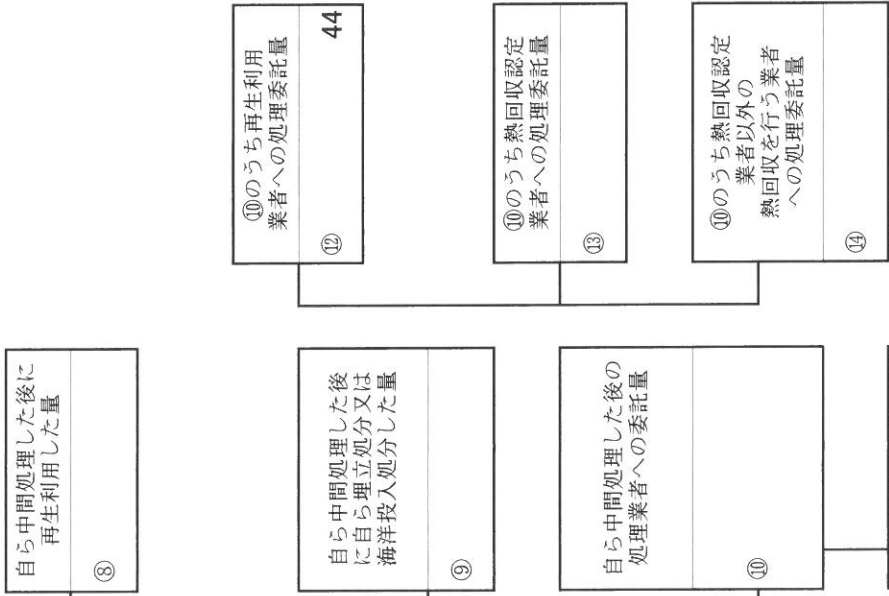 自ら中間処理した後に
再生利用した量
⑧
自ら中間処理した後
に自ら埋立処分又は
海洋投入処分した量
⑨
自ら中間処理した後の
処理業者への委託量
⑩
⑩のうち再生利用
業者への処理委託量
⑫
44
⑩のうち熱回収認定
業者への処理委託量
⑬
⑩のうち熱回収認定
業者以外の
熱回収を行う業者
への処理委託量
⑭